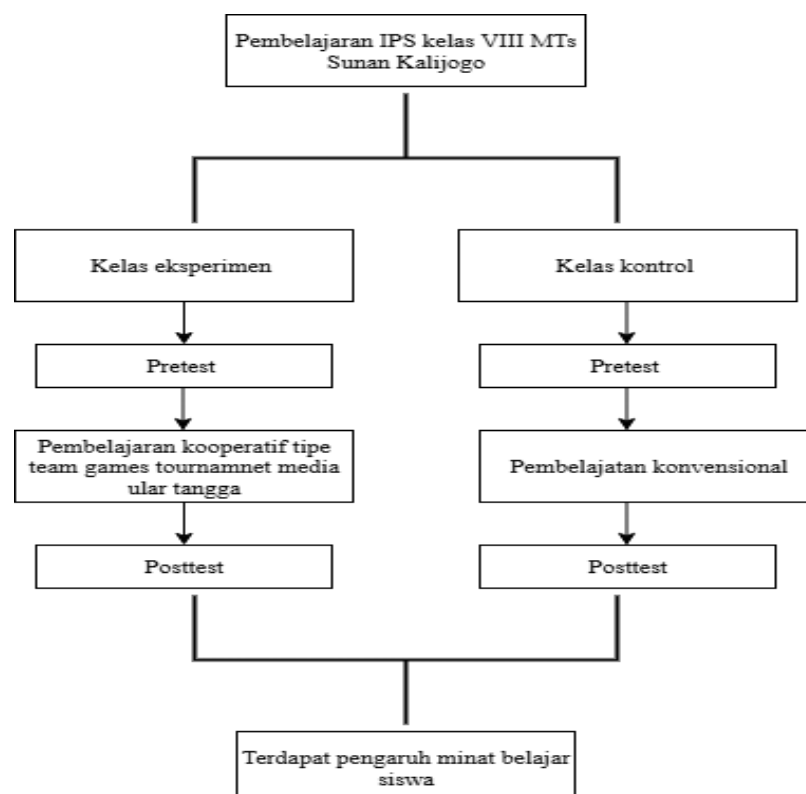 Pembelajaran IPS kelas VIII MTs
Sunan Kalijogo
Kelas eksperimen
Kelas kontrol
Pretest
Pretest
Pembelajaran kooperatif tipe
team games tournamnet media
ular tangga
Pembelajatan konvensional
Posttest
Posttest
Terdapat pengaruh minat belajar
siswa